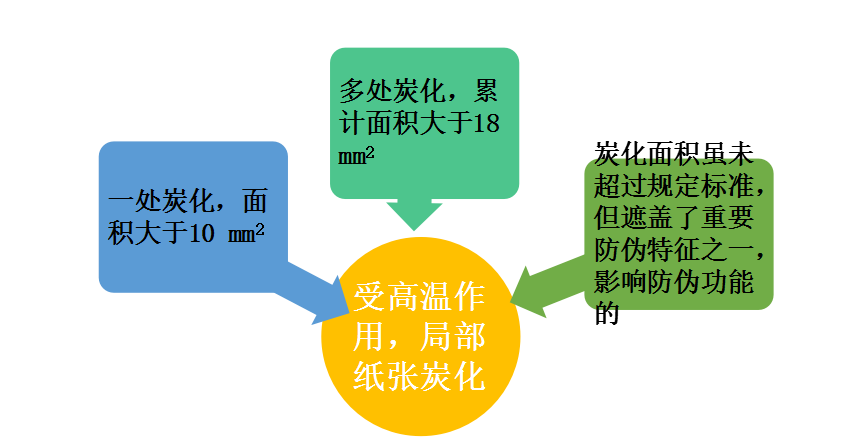 一处炭化，面
积大于10 mm²
多处炭化，累
计面积大于18
mm²
炭化面积虽未
超过规定标准，
但遮盖了重要
防伪特征之一，
影响防伪功能
的
受高温作
用，局部
纸张炭化